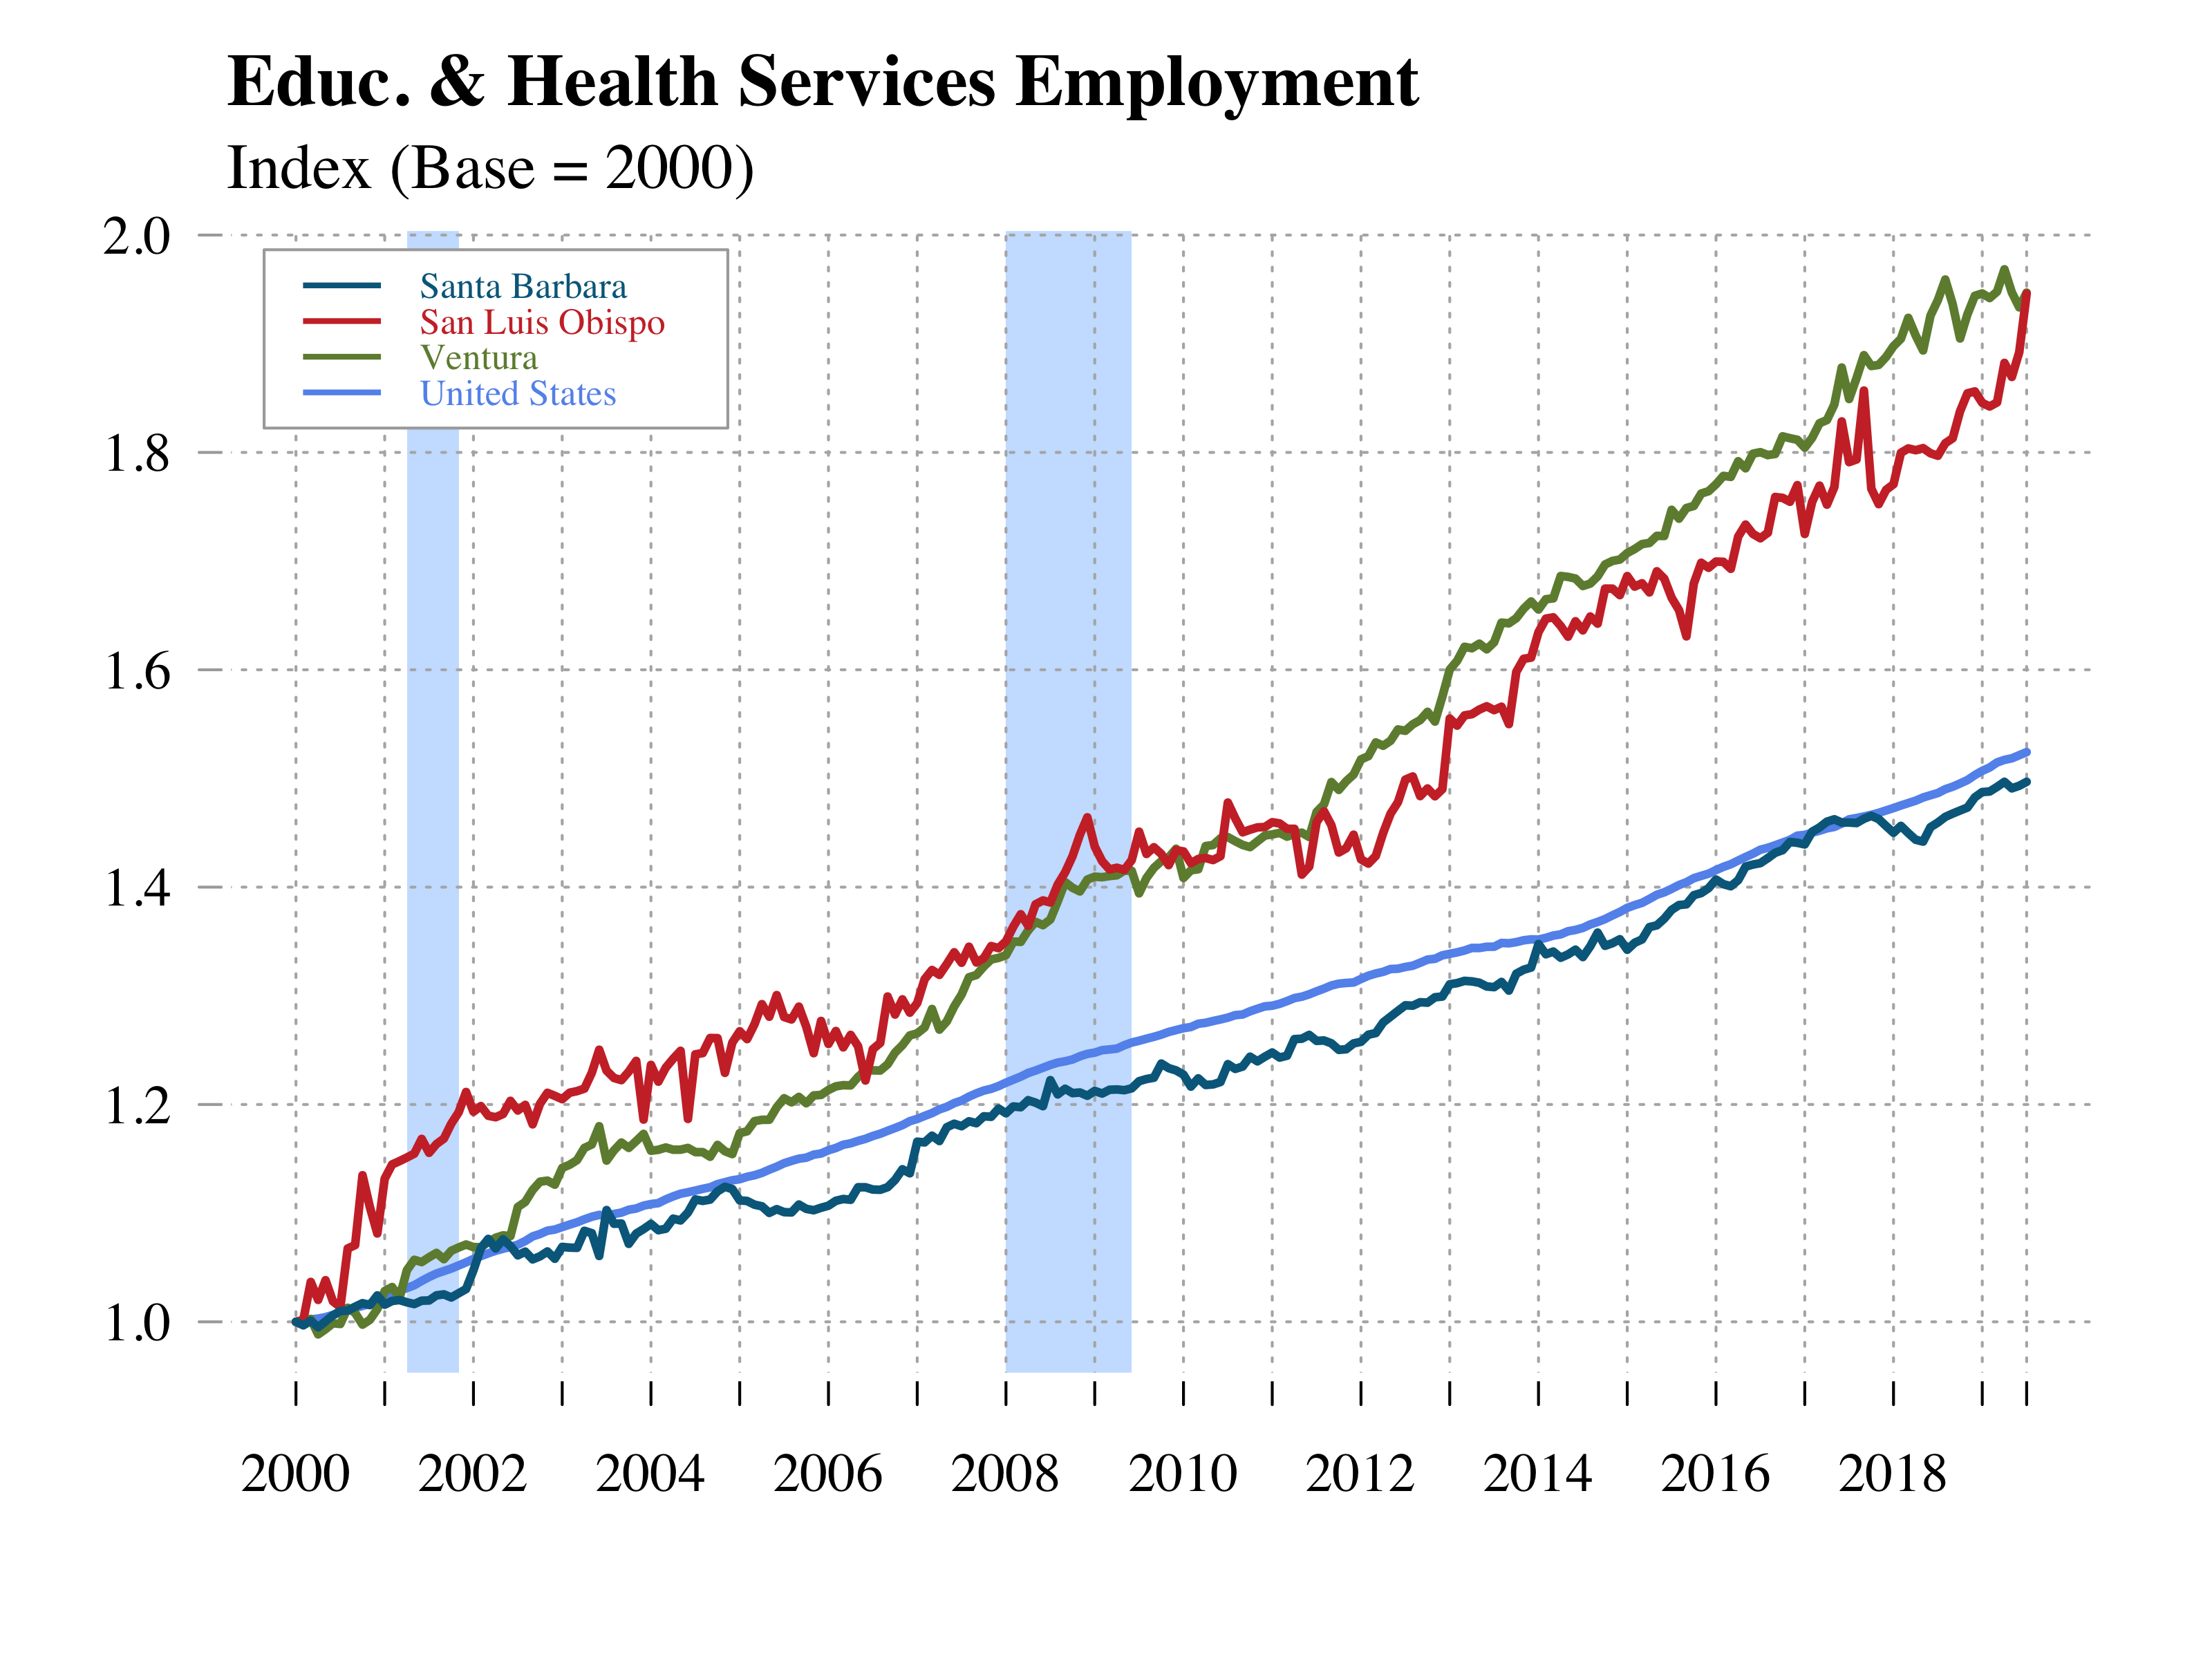 Educ. & Health Services Employment
Index (Base = 2000)
2.0
Santa Barbara
San Luis Obispo
Ventura
United States
1.8
1.6
1.4
1.2
1.0
2000 2002 2004 2006 2008 2010 2012 2014 2016 2018